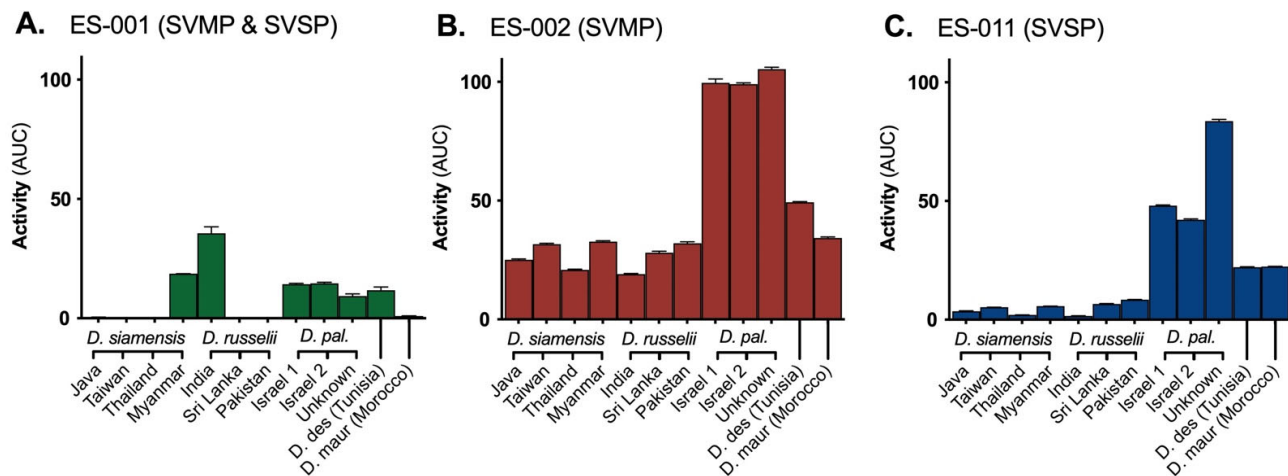 A. ES-001 (SVMP & SVSP)
Activity (AUC)
100
50
0
D. siamensis
D. russelii
D. pal.
Java
Taiwan
Thailand
Myanmar
India
Sri Lanka
Pakistan
Israel 1
Israel 2
Unknown
D. des (Tunisia)
D. maur (Morocco)
B. ES-002 (SVMP)
Activity (AUC)
100
50
0
D. siamensis
D. russelii
D. pal.
Java
Taiwan
Thailand
Myanmar
India
Sri Lanka
Pakistan
Israel 1
Israel 2
Unknown
D. des (Tunisia)
D. maur (Morocco)
C. ES-011 (SVSP)
Activity (AUC)
100
50
0
D. siamensis
D. russelii
D. pal.
Java
Taiwan
Thailand
Myanmar
India
Sri Lanka
Pakistan
Israel 1
Israel 2
Unknown
D. des (Tunisia)
D. maur (Morocco)